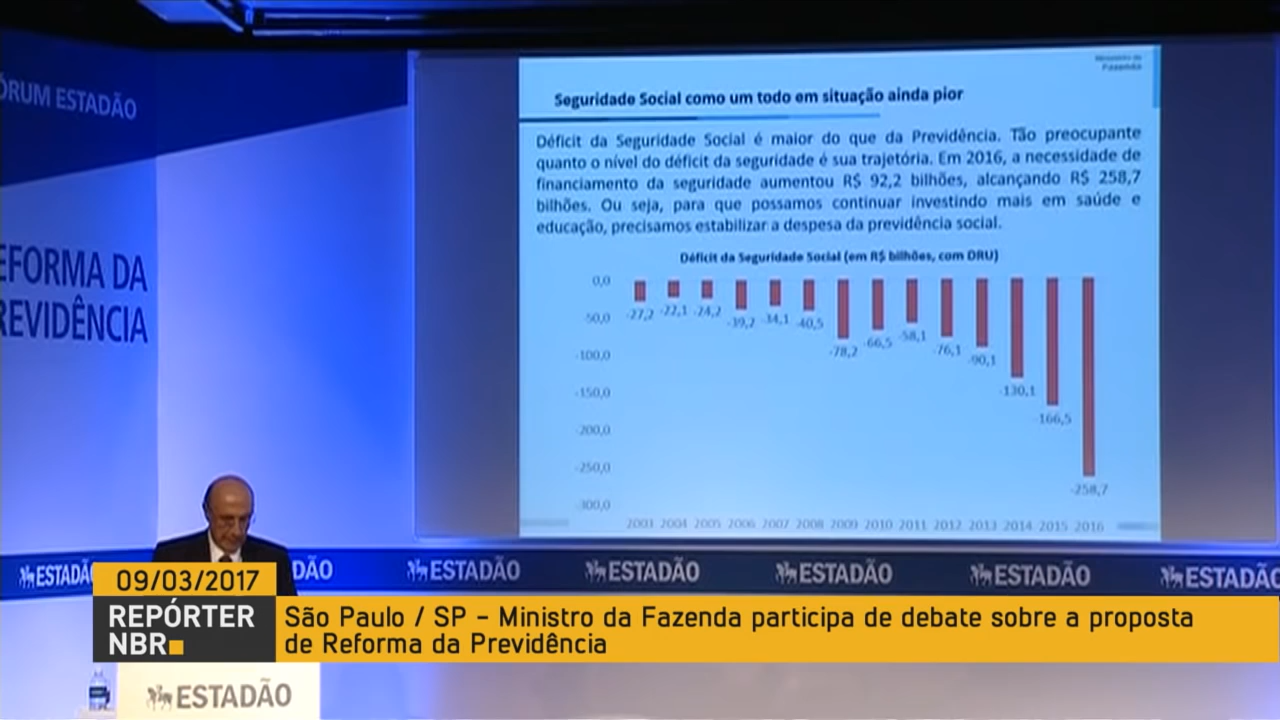 ÓRUM ESTADÃO
EFORMA DA
REVIDÊNCIA
Ministério da
Fazenda
Seguridade Social como um todo em situação ainda pior
Déficit da Seguridade Social é maior do que da Previdência. Tão preocupante
quanto o nível do déficit da seguridade é sua trajetória. Em 2016, a necessidade de
financiamento da seguridade aumentou R$ 92,2 bilhões, alcançando R$ 258,7
bilhões. Ou seja, para que possamos continuar investindo mais em saúde e
educação, precisamos estabilizar a despesa da previdência social.
Déficit da Seguridade Social (em R$ bilhões, com DRU)
0,0
-50,0
-100,0
-150,0
-200,0
-250,0
-300,0
-27,2 -22,1 -24,2 -39,2 -34,1 -40,5 -78,2 -66,5 -58,1 -76,1 -90,1 -130,1 -166,5 -258,7
2003 2004 2005 2006 2007 2008 2009 2010 2011 2012 2013 2014 2015 2016
ESTADÃ DÃO ESTADÃO ESTADÃO ESTADÃO ESTADÃO ESTADÃO
09/03/2017
REPÓRTER
NBR
São Paulo / SP - Ministro da Fazenda participa de debate sobre a proposta
de Reforma da Previdência
ESTADÃO